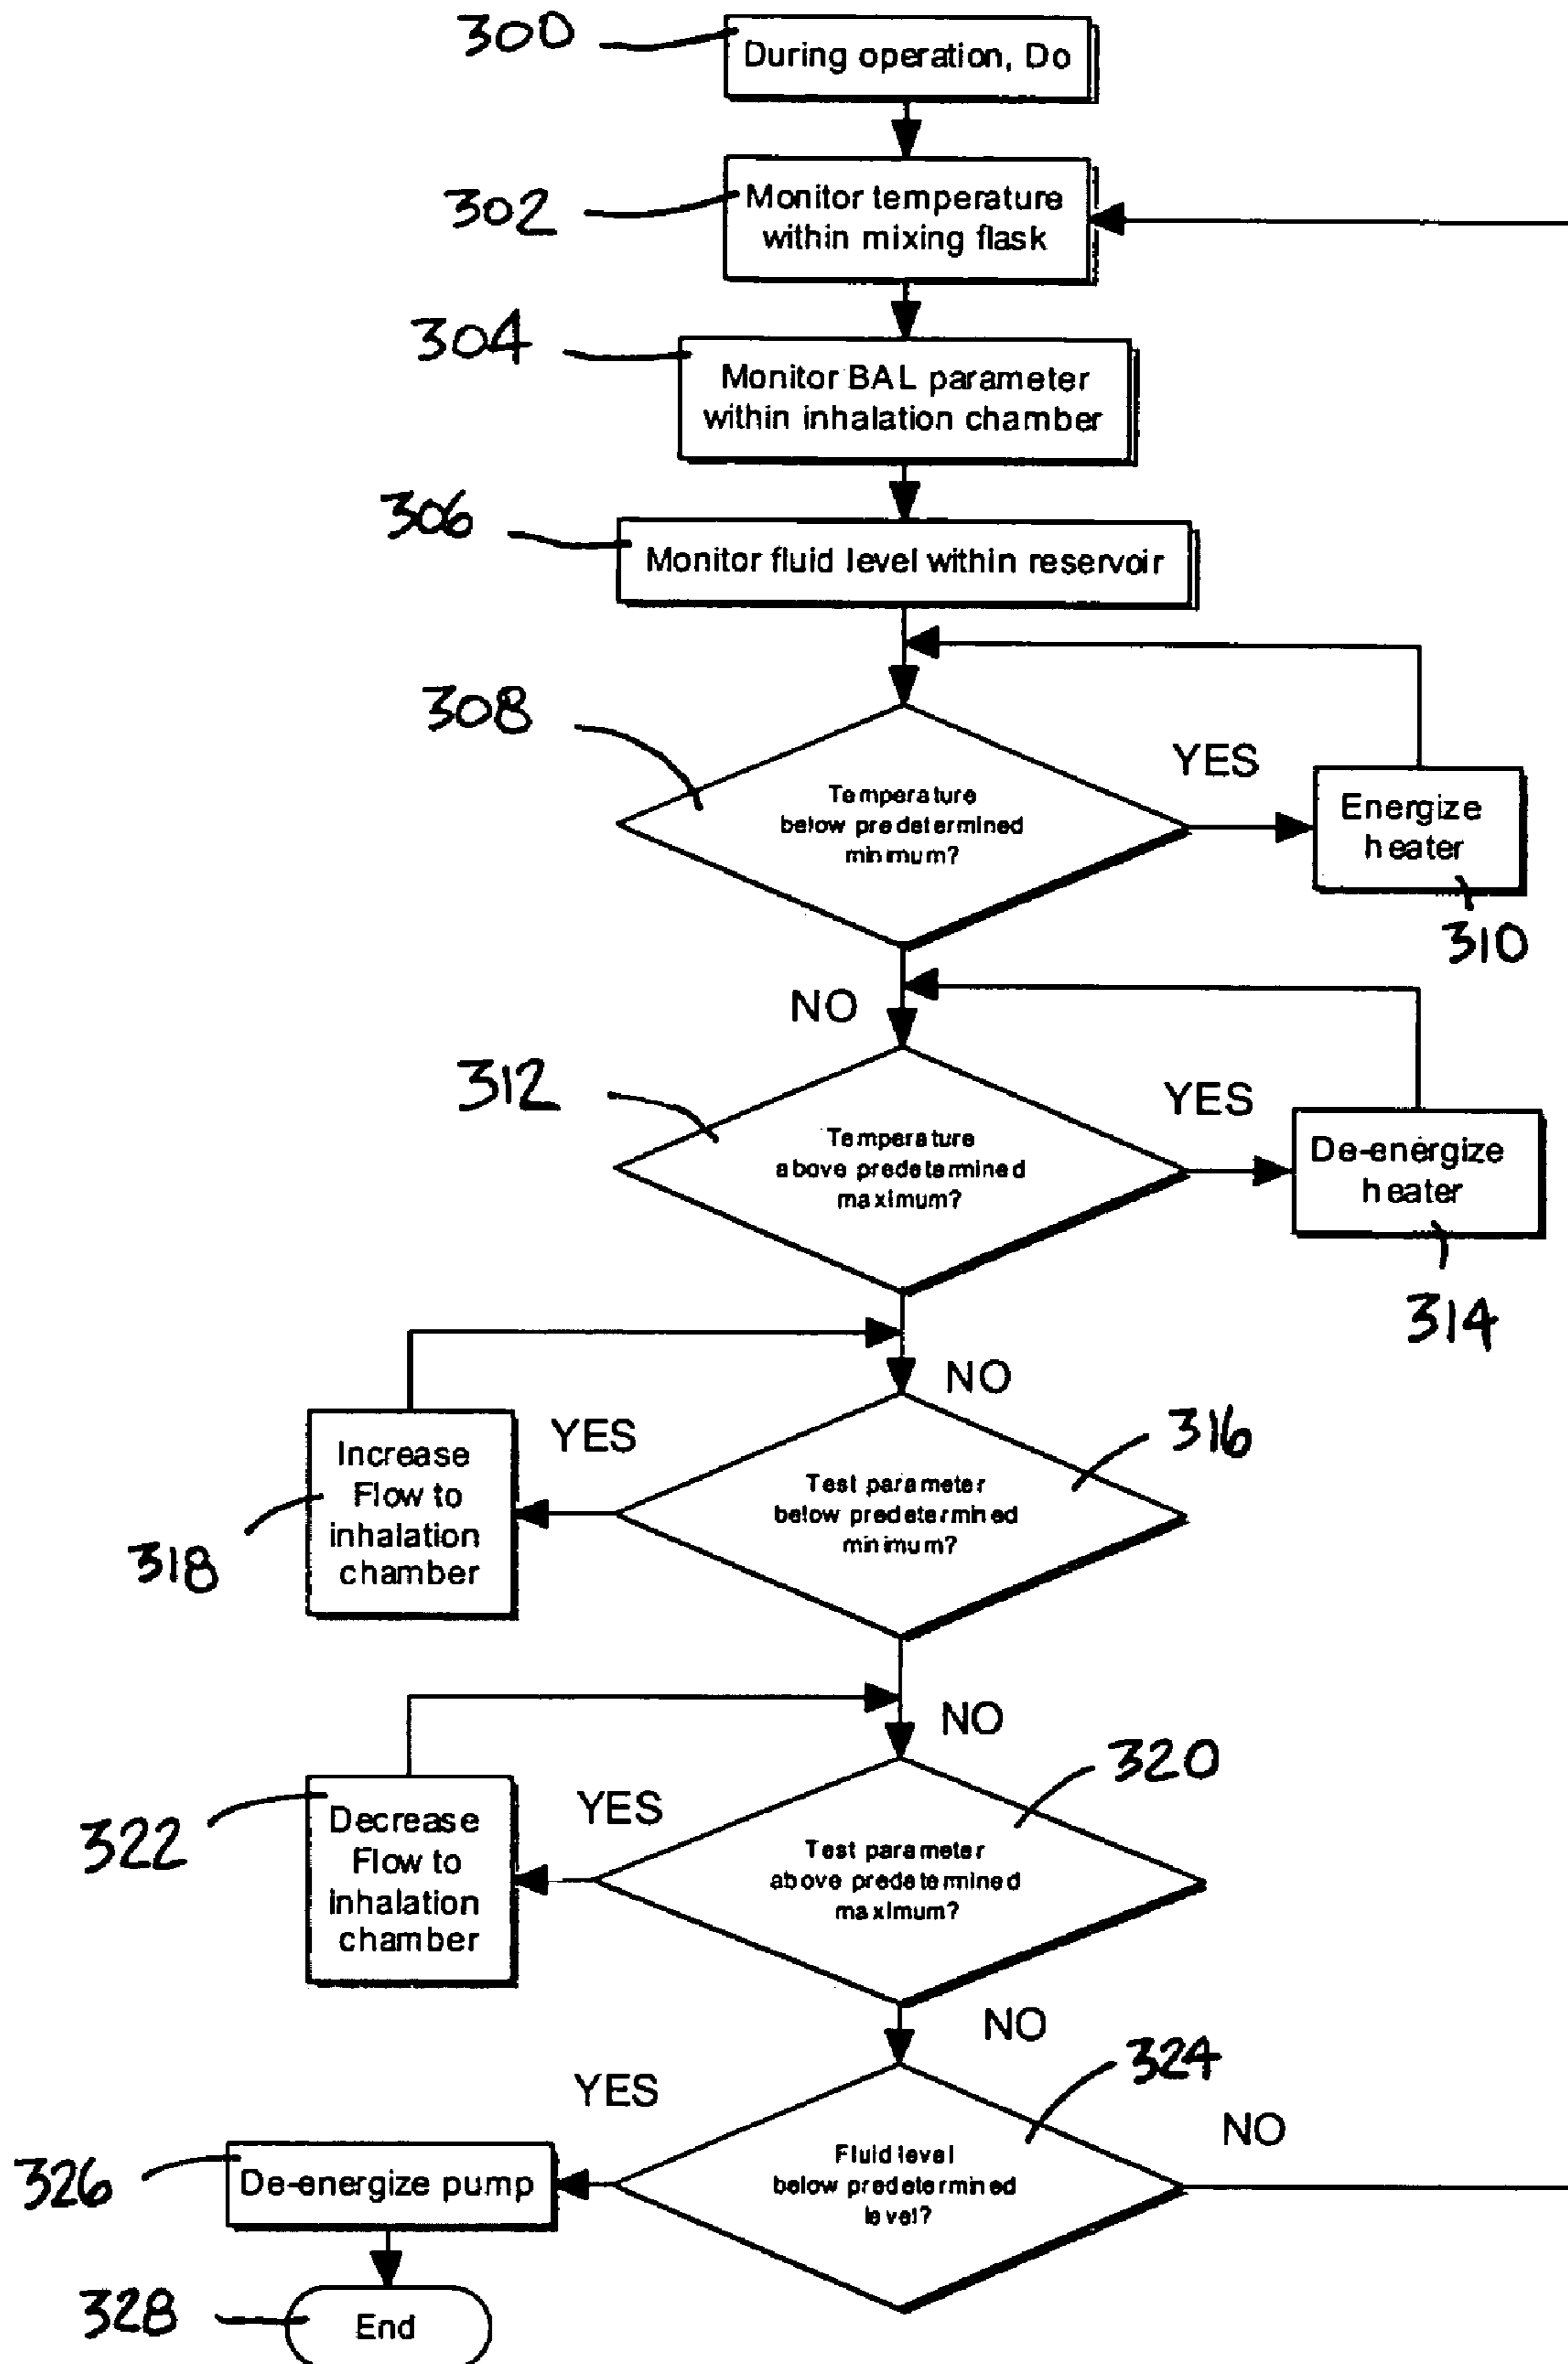 300
During operation, Do
302
Monitor temperature
within mixing flask
304
Monitor BAL parameter
within inhalation chamber
306
Monitor fluid level within reservoir
308
Temperature
below predetermined
minimum?
YES
Energize
heater
310
NO
312
Temperature
above predetermined
maximum?
YES
De-energize
heater
314
NO
316
Test parameter
below predetermined
minimum?
YES
Increase
Flow to
inhalation
chamber
318
NO
320
Test parameter
above predetermined
maximum?
YES
Decrease
Flow to
inhalation
chamber
322
NO
324
Fluid level
below predetermined
level?
YES
NO
326
De-energize pump
328
End